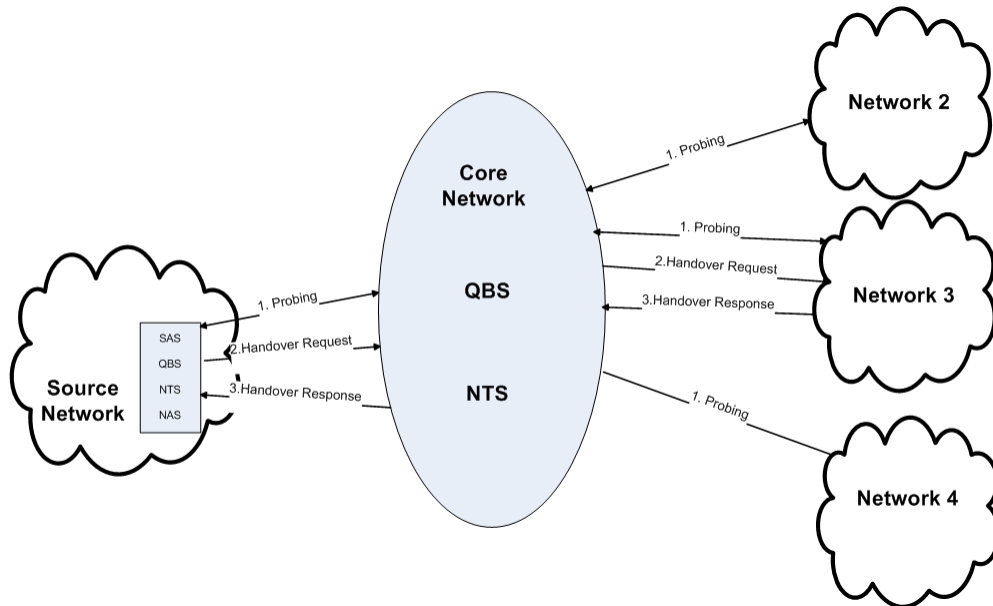 Network 2
1. Probing
Core
Network
1. Probing
2.Handover Request
Network 3
QBS
3.Handover Response
1. Probing
SAS
2.Handover Request
QBS
Source
Network
NTS
3.Handover Response
NTS
NAS
1. Probing
Network 4